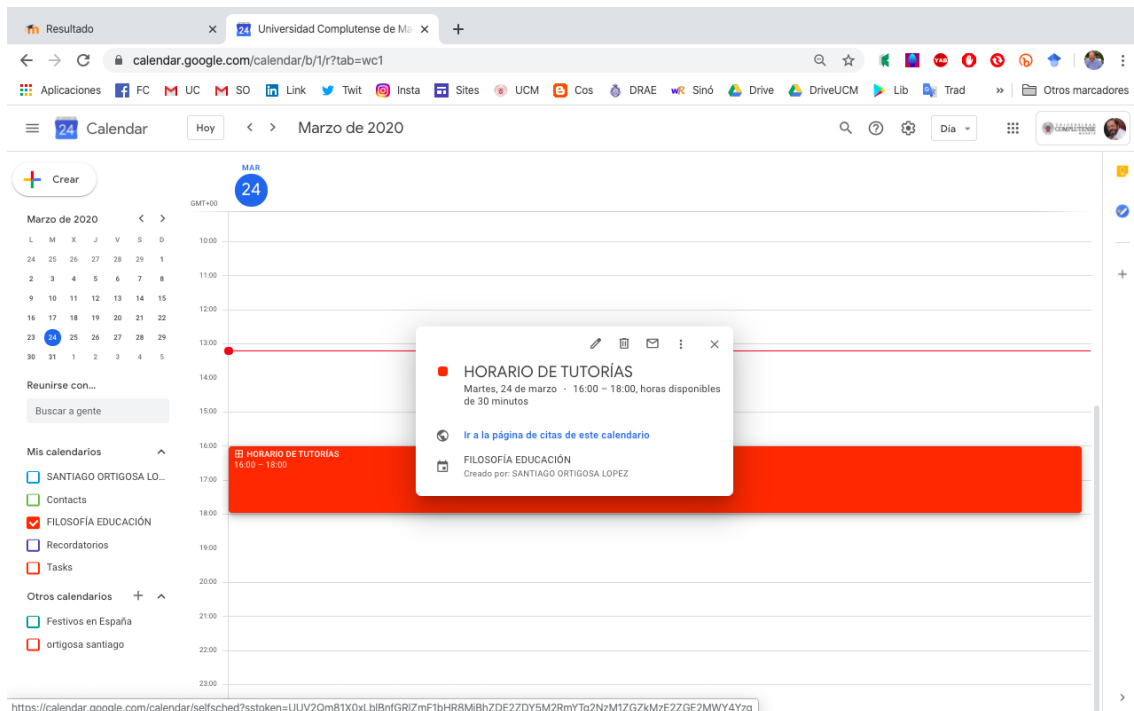 Resultado
Universidad Complutense de Ma
calendar.google.com/calendar/b/1/r?tab=wc1
Aplicaciones FC UC SO Link Twit Insta Sites UCM Cos DRAE Sinó Drive DriveUCM Lib Trad » Otros marcadores
24 Calendar Hoy Marzo de 2020 Día COMPLUTENSE
Crear
MAR
24
GMT+00
Marzo de 2020
L M X J V S D
24 25 26 27 28 29 1
2 3 4 5 6 7 8
9 10 11 12 13 14 15
16 17 18 19 20 21 22
23 24 25 26 27 28 29
30 31 1 2 3 4 5
Reunirse con...
Buscar a gente
Mis calendarios
SANTIAGO ORTIGOSA LO...
Contacts
FILOSOFÍA EDUCACIÓN
Recordatorios
Tasks
Otros calendarios
Festivos en España
ortigosa santiago
10:00
11:00
12:00
13:00
14:00
15:00
16:00
17:00
18:00
19:00
20:00
21:00
22:00
23:00
HORARIO DE TUTORÍAS
16:00 – 18:00
HORARIO DE TUTORÍAS
Martes, 24 de marzo · 16:00 – 18:00, horas disponibles
de 30 minutos
Ir a la página de citas de este calendario
FILOSOFÍA EDUCACIÓN
Creado por: SANTIAGO ORTIGOSA LOPEZ